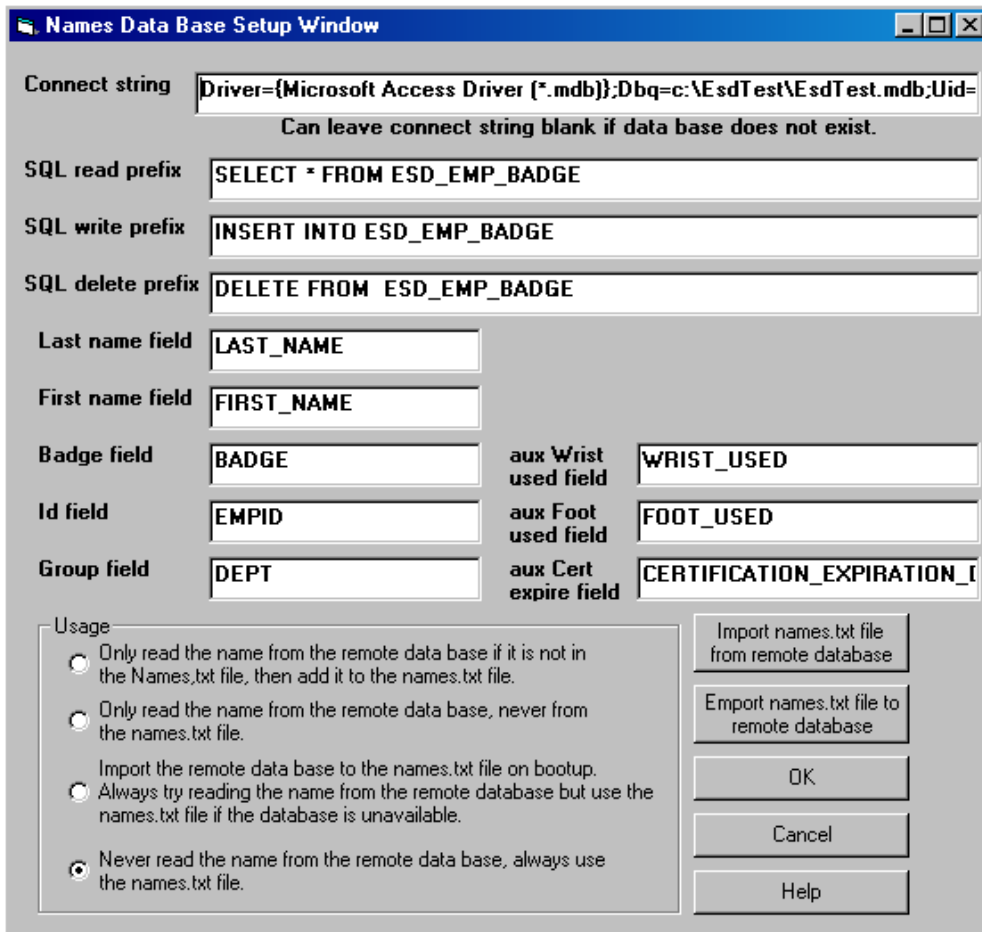 Names Data Base Setup Window
Connect string
Driver={Microsoft Access Driver (*.mdb)};Dbq=c:\EsdTest\EsdTest.mdb;Uid=
Can leave connect string blank if data base does not exist.
SQL read prefix
SELECT * FROM ESD_EMP_BADGE
SQL write prefix
INSERT INTO ESD_EMP_BADGE
SQL delete prefix
DELETE FROM  ESD_EMP_BADGE
Last name field
LAST_NAME
First name field
FIRST_NAME
Badge field
BADGE
aux Wrist
used field
WRIST_USED
Id field
EMPID
aux Foot
used field
FOOT_USED
Group field
DEPT
aux Cert
expire field
CERTIFICATION_EXPIRATION_
Usage
Only read the name from the remote data base if it is not in
the Names,txt file, then add it to the names.txt file.
Only read the name from the remote data base, never from
the names.txt file.
Import the remote data base to the names.txt file on bootup.
Always try reading the name from the remote database but use the
names.txt file if the database is unavailable.
Never read the name from the remote data base, always use
the names.txt file.
Import names.txt file
from remote database
Emport names.txt file to
remote database
OK
Cancel
Help